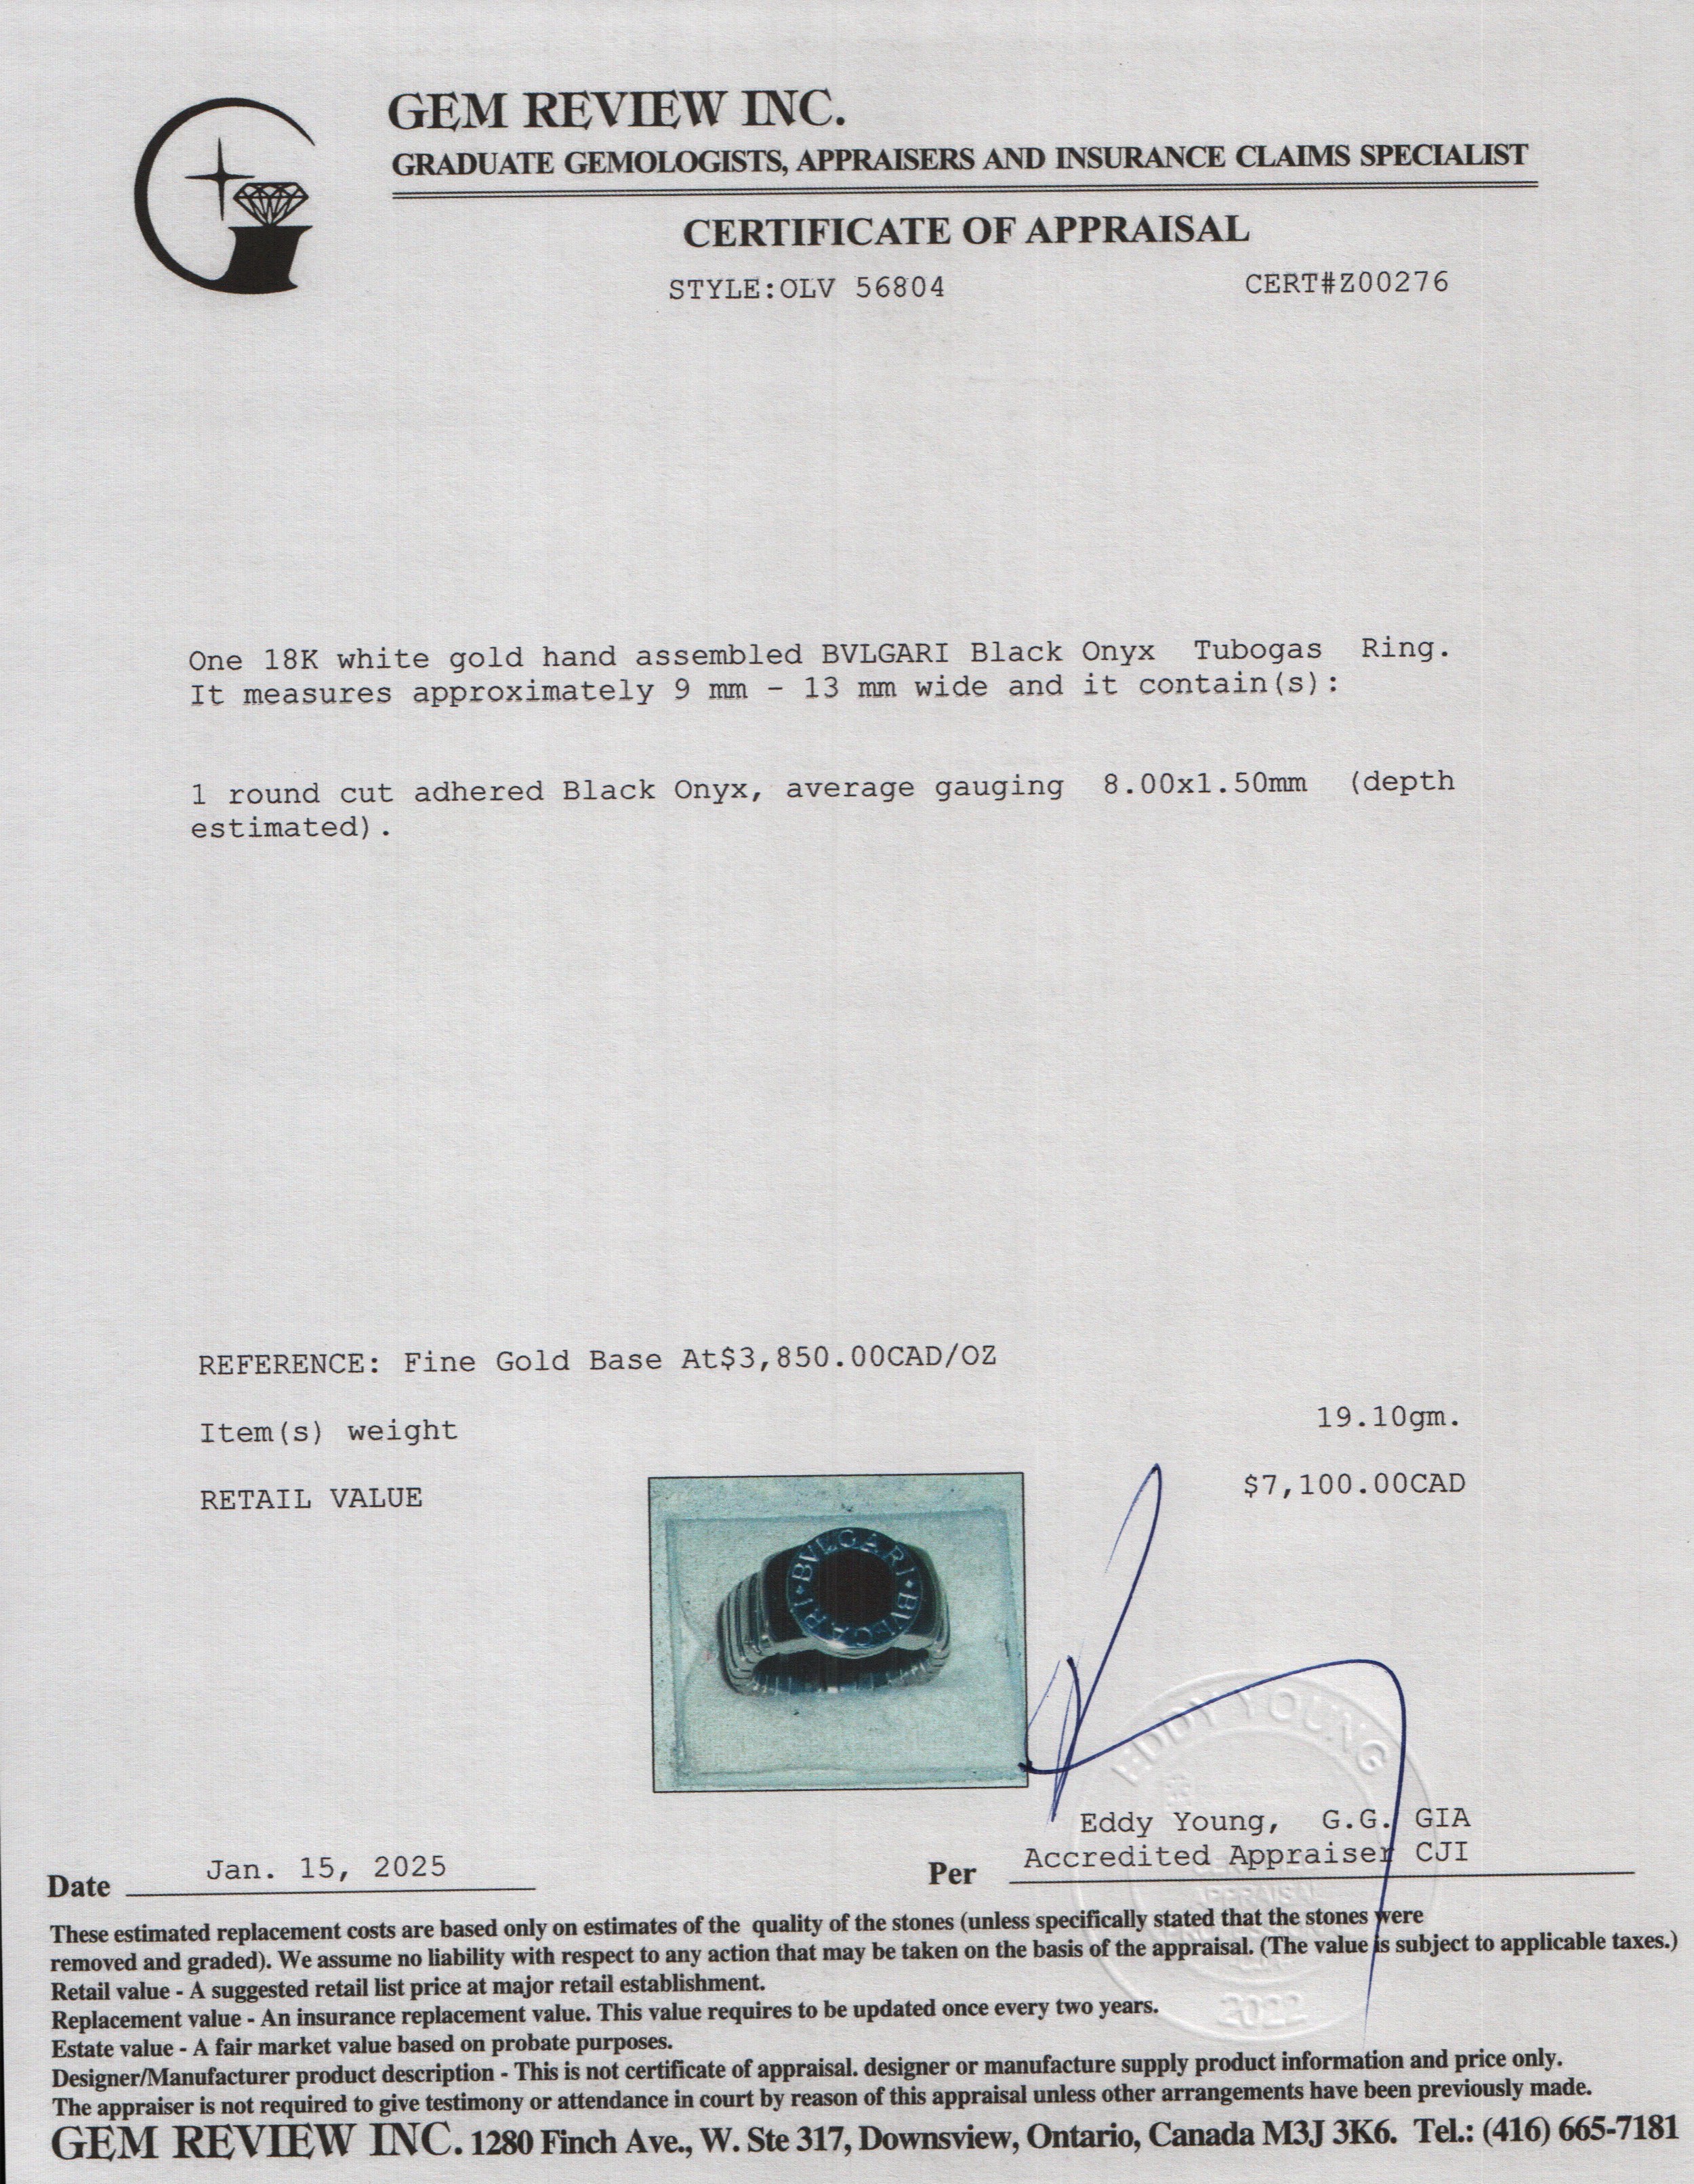 GEM REVIEW INC.
GRADUATE GEMOLOGISTS, APPRAISERS AND INSURANCE CLAIMS SPECIALIST
CERTIFICATE OF APPRAISAL
STYLE:OLV 56804
CERT#Z00276
One 18K white gold hand assembled BVLGARI Black Onyx Tubogas Ring.
It measures approximately 9 mm - 13 mm wide and it contain(s):
1 round cut adhered Black Onyx, average gauging 8.00x1.50mm (depth
estimated).
REFERENCE: Fine Gold Base At$3,850.00CAD/OZ
Item(s) weight 19.10gm.
RETAIL VALUE $7,100.00CAD
BVLGARI • BVLGARI •
EDDY YOUNG
Eddy Young, G.G. GIA
Accredited Appraiser CJI
Date Jan. 15, 2025
Per
2022
These estimated replacement costs are based only on estimates of the quality of the stones (unless specifically stated that the stones were
removed and graded). We assume no liability with respect to any action that may be taken on the basis of the appraisal. (The value is subject to applicable taxes.)
Retail value - A suggested retail list price at major retail establishment.
Replacement value - An insurance replacement value. This value requires to be updated once every two years.
Estate value - A fair market value based on probate purposes.
Designer/Manufacturer product description - This is not certificate of appraisal. designer or manufacture supply product information and price only.
The appraiser is not required to give testimony or attendance in court by reason of this appraisal unless other arrangements have been previously made.
GEM REVIEW INC. 1280 Finch Ave., W. Ste 317, Downsview, Ontario, Canada M3J 3K6. Tel.: (416) 665-7181